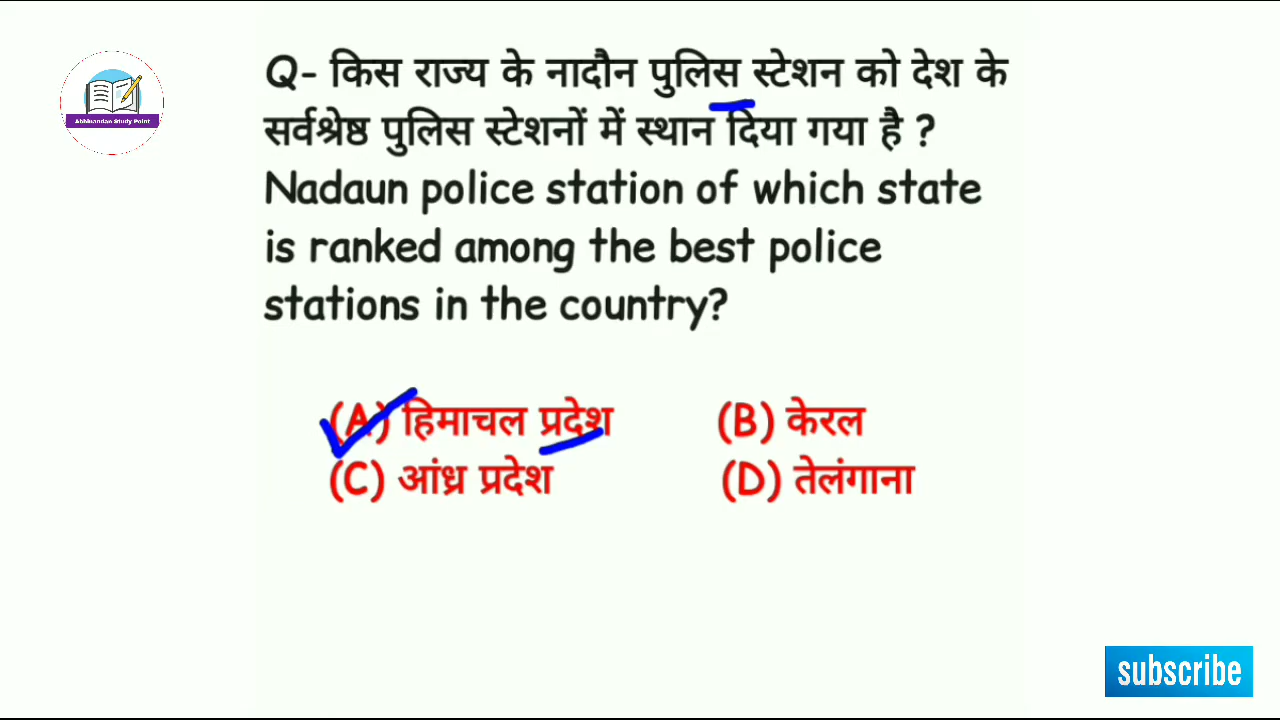 Q- किस राज्य के नादौन पुलिस स्टेशन को देश के
सर्वश्रेष्ठ पुलिस स्टेशनों में स्थान दिया गया है ?
Nadaun police station of which state
is ranked among the best police
stations in the country?
(A) हिमाचल प्रदेश (B) केरल
(C) आंध्र प्रदेश (D) तेलंगाना
Abhinandan Study Point
subscribe